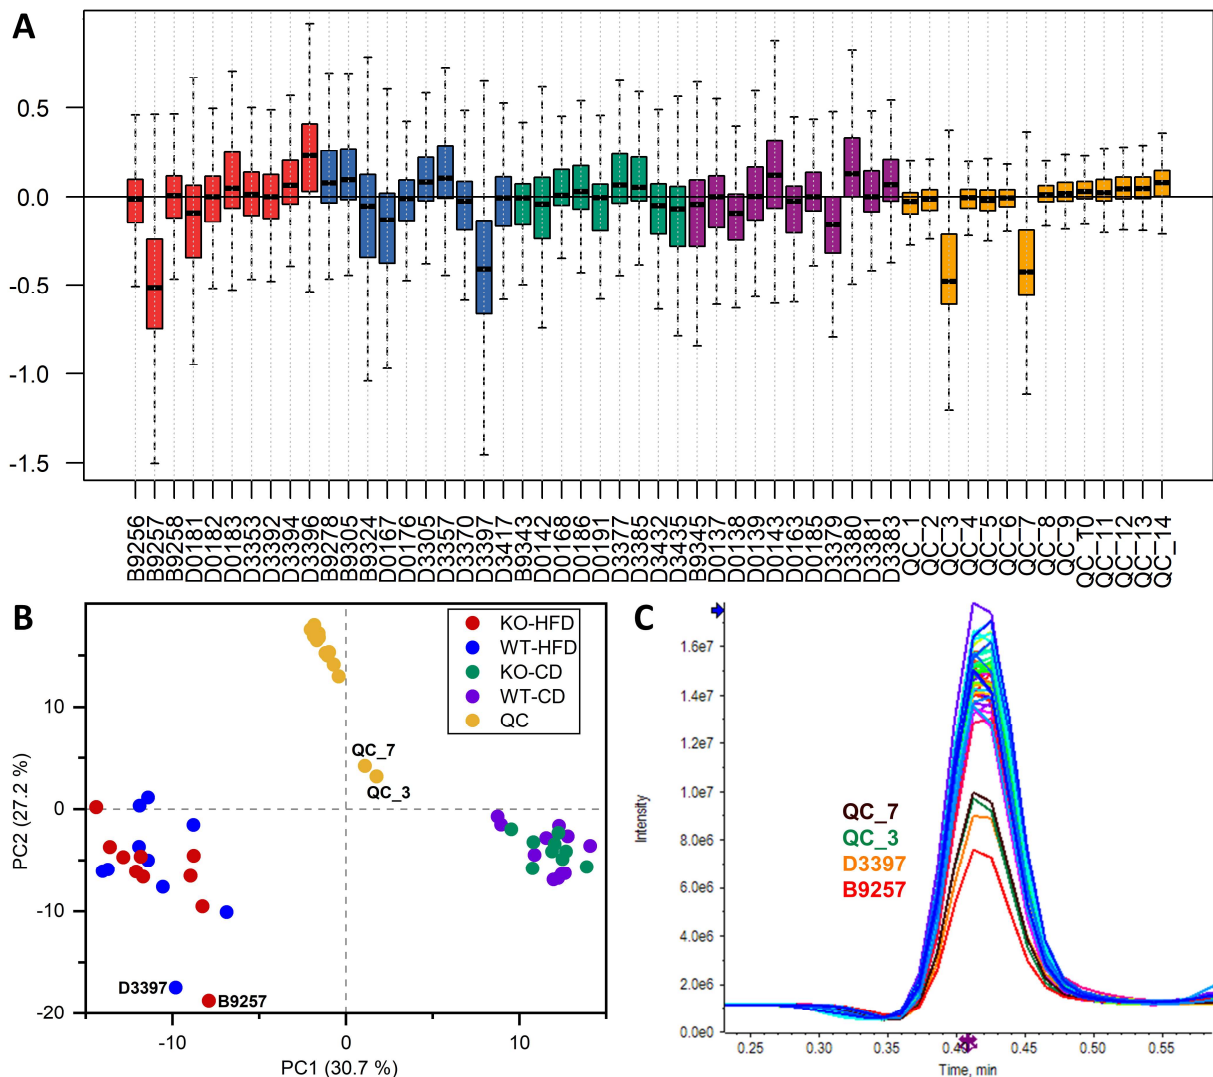 A
0.5
0.0
-0.5
-1.0
-1.5
B9256
B9257
B9258
D0181
D0182
D0183
D3353
D3392
D3394
D3396
B9278
B9305
B9324
D0167
D0176
D3305
D3357
D3370
D3397
D3417
B9343
D0142
D0168
D0186
D0191
D3377
D3385
D3432
D3435
B9345
D0137
D0138
D0139
D0143
D0163
D0185
D3379
D3380
D3381
D3383
QC_1
QC_2
QC_3
QC_4
QC_5
QC_6
QC_7
QC_8
QC_9
QC_10
QC_11
QC_12
QC_13
QC_14
B
KO-HFD
WT-HFD
KO-CD
WT-CD
QC
QC_7
QC_3
D3397
B9257
10
0
-10
-20
PC2 (27.2 %)
-10
0
10
PC1 (30.7 %)
C
1.6e7
1.4e7
1.2e7
1.0e7
8.0e6
6.0e6
4.0e6
2.0e6
0.0e0
Intensity
QC_7
QC_3
D3397
B9257
0.25
0.30
0.35
0.45
0.50
0.55
Time, min